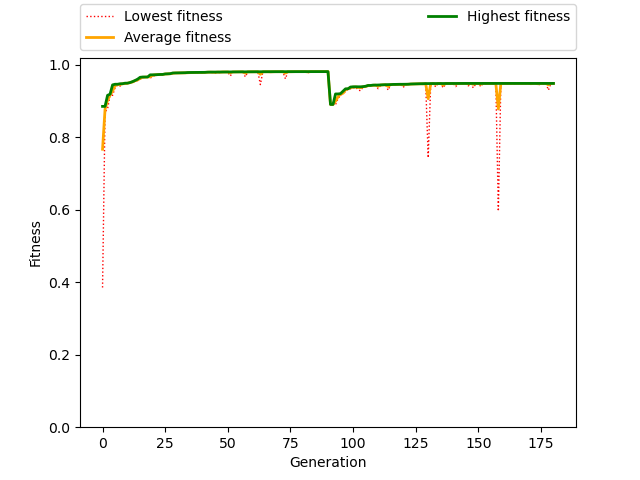 Lowest fitness
Average fitness
Highest fitness
1.0
0.8
0.6
0.4
0.2
0.0
Fitness
0 25 50 75 100 125 150 175
Generation